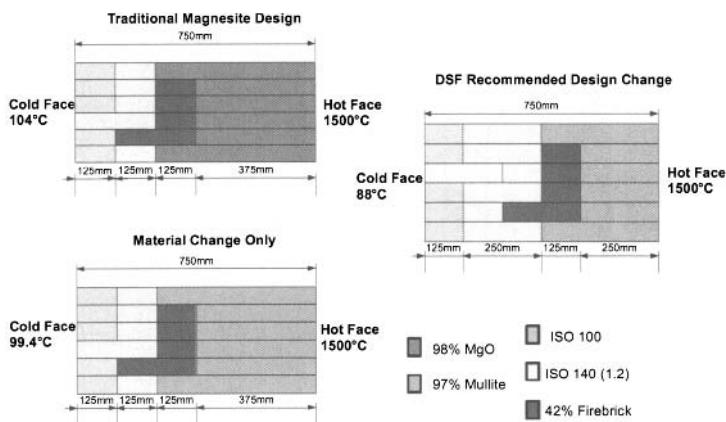 Traditional Magnesite Design
750mm
Cold Face
104°C
Hot Face
1500°C
125mm 125mm 125mm 375mm
Material Change Only
750mm
Cold Face
99.4°C
Hot Face
1500°C
125mm 125mm 125mm 375mm
DSF Recommended Design Change
750mm
Cold Face
88°C
Hot Face
1500°C
125mm 250mm 125mm 250mm
98% MgO
97% Mullite
ISO 100
ISO 140 (1.2)
42% Firebrick